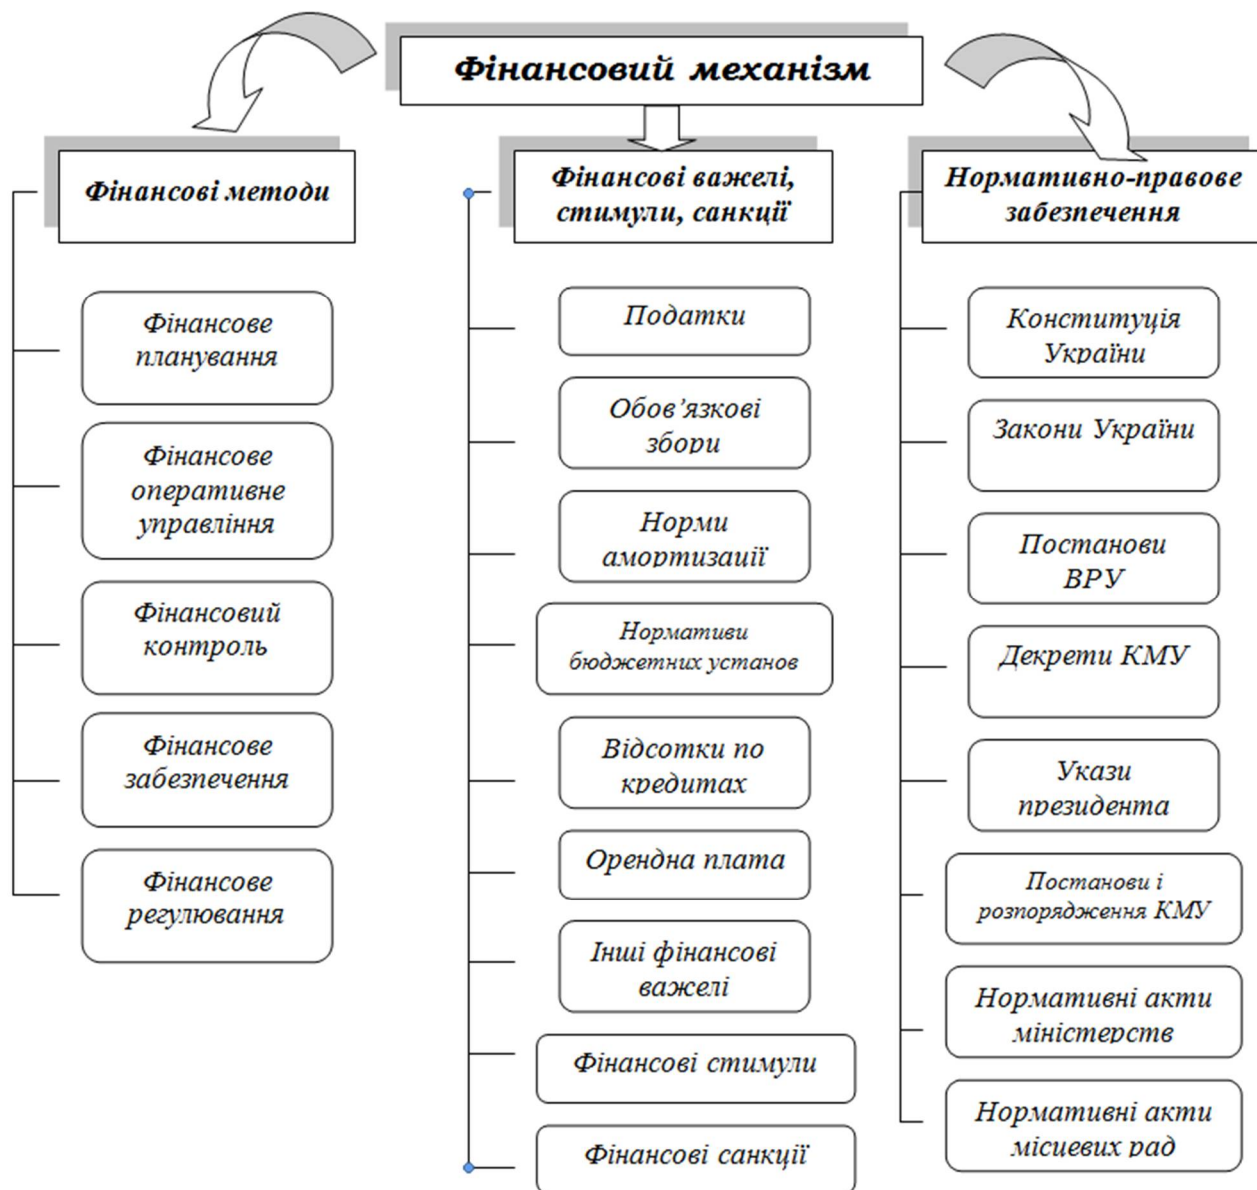 Фінансовий механізм
Фінансові методи
Фінансове
планування
Фінансове
оперативне
управління
Фінансовий
контроль
Фінансове
забезпечення
Фінансове
регулювання
Фінансові важелі,
стимули, санкції
Податки
Обов’язкові
збори
Норми
амортизації
Нормативи
бюджетних установ
Відсотки по
кредитах
Орендна плата
Інші фінансові
важелі
Фінансові стимули
Фінансові санкції
Нормативно-правове
забезпечення
Конституція
України
Закони України
Постанови
ВРУ
Декрети КМУ
Укази
президента
Постанови і
розпорядження КМУ
Нормативні акти
міністерств
Нормативні акти
місцевих рад